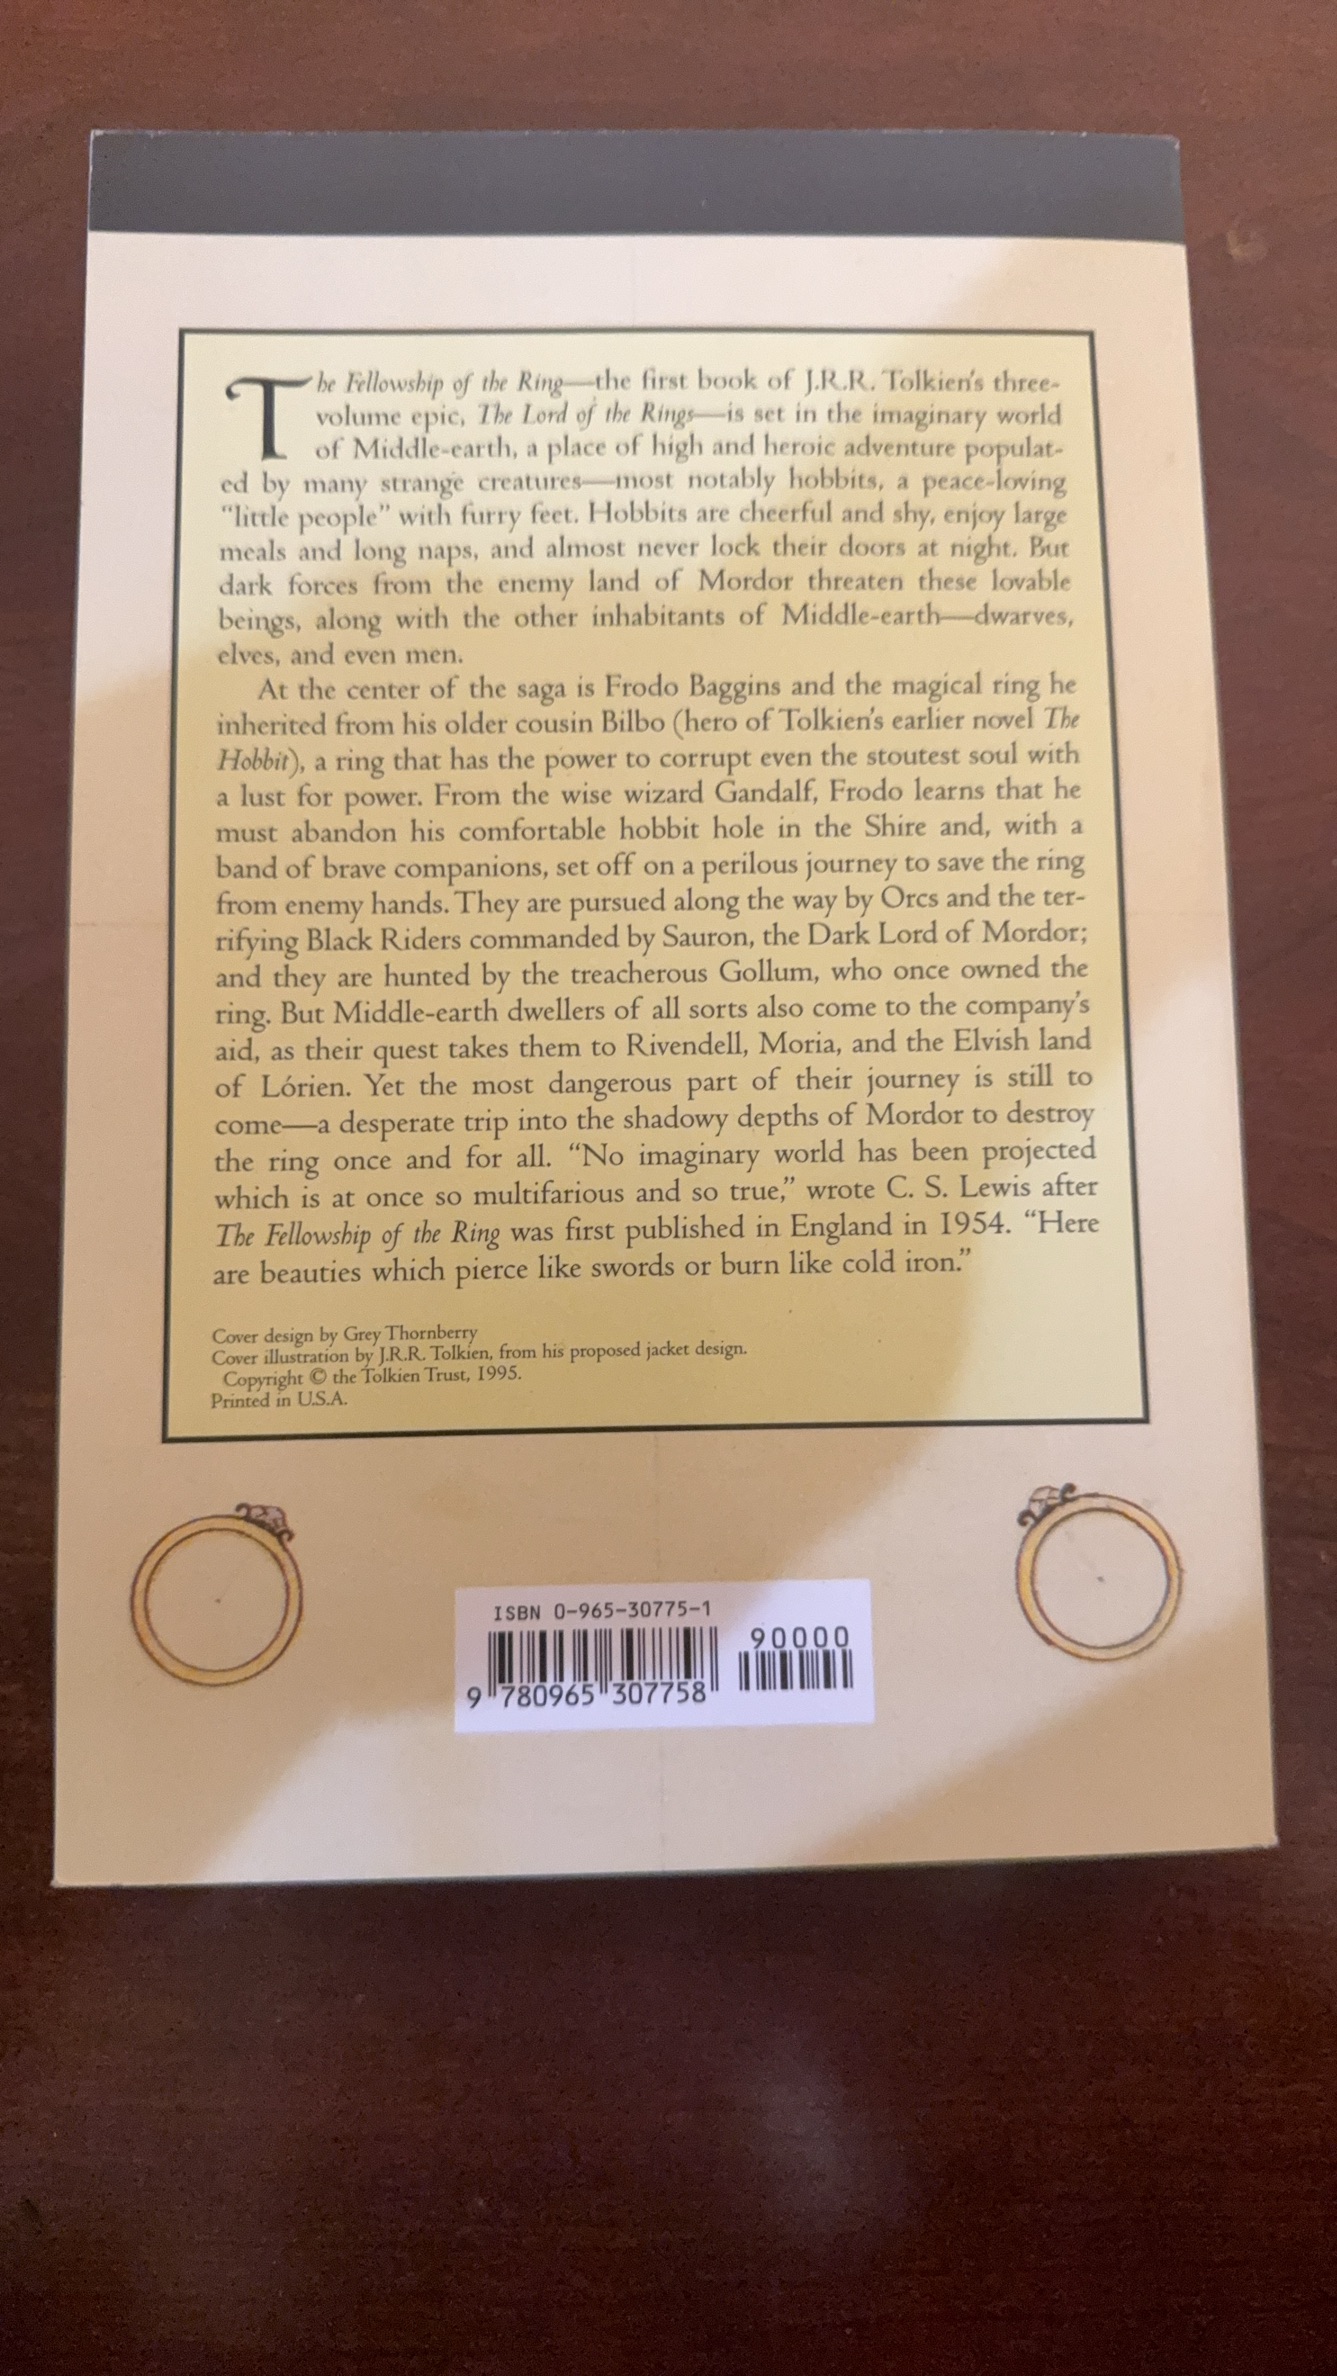 The Fellowship of the Ring—the first book of J.R.R. Tolkien's three-
volume epic, The Lord of the Rings—is set in the imaginary world
of Middle-earth, a place of high and heroic adventure populat-
ed by many strange creatures—most notably hobbits, a peace-loving
“little people” with furry feet. Hobbits are cheerful and shy, enjoy large
meals and long naps, and almost never lock their doors at night. But
dark forces from the enemy land of Mordor threaten these lovable
beings, along with the other inhabitants of Middle-earth—dwarves,
elves, and even men.
At the center of the saga is Frodo Baggins and the magical ring he
inherited from his older cousin Bilbo (hero of Tolkien's earlier novel The
Hobbit), a ring that has the power to corrupt even the stoutest soul with
a lust for power. From the wise wizard Gandalf, Frodo learns that he
must abandon his comfortable hobbit hole in the Shire and, with a
band of brave companions, set off on a perilous journey to save the ring
from enemy hands. They are pursued along the way by Orcs and the ter-
rifying Black Riders commanded by Sauron, the Dark Lord of Mordor;
and they are hunted by the treacherous Gollum, who once owned the
ring. But Middle-earth dwellers of all sorts also come to the company's
aid, as their quest takes them to Rivendell, Moria, and the Elvish land
of Lórien. Yet the most dangerous part of their journey is still to
come—a desperate trip into the shadowy depths of Mordor to destroy
the ring once and for all. “No imaginary world has been projected
which is at once so multifarious and so true,” wrote C. S. Lewis after
The Fellowship of the Ring was first published in England in 1954. “Here
are beauties which pierce like swords or burn like cold iron.”
Cover design by Grey Thornberry
Cover illustration by J.R.R. Tolkien, from his proposed jacket design.
Copyright © the Tolkien Trust, 1995.
Printed in U.S.A.
ISBN 0-965-30775-1
90000
9 780965 307758